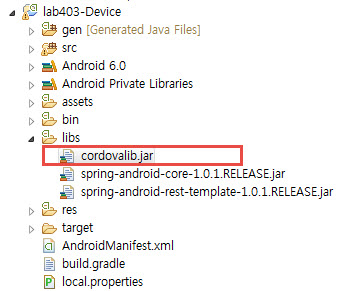 lab403-Device
gen [Generated Java Files]
src
Android 6.0
Android Private Libraries
assets
bin
libs
cordovalib.jar
spring-android-core-1.0.1.RELEASE.jar
spring-android-rest-template-1.0.1.RELEASE.jar
res
target
AndroidManifest.xml
build.gradle
local.properties